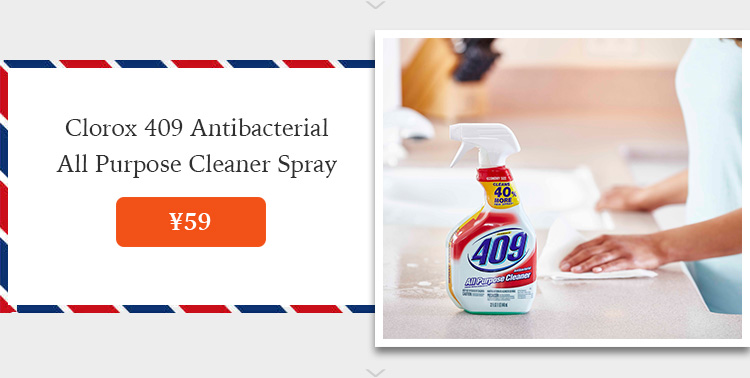 Clorox 409 Antibacterial
All Purpose Cleaner Spray
¥59
CLEANS
40%
MORE
409
All Purpose Cleaner